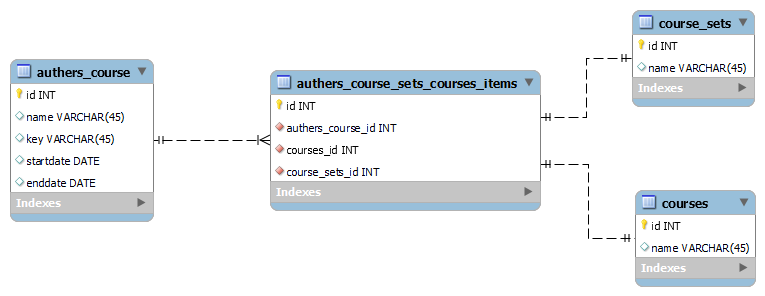 authers_course
id INT
name VARCHAR(45)
key VARCHAR(45)
startdate DATE
enddate DATE
Indexes
authers_course_sets_courses_items
id INT
authers_course_id INT
courses_id INT
course_sets_id INT
Indexes
course_sets
id INT
name VARCHAR(45)
Indexes
courses
id INT
name VARCHAR(45)
Indexes